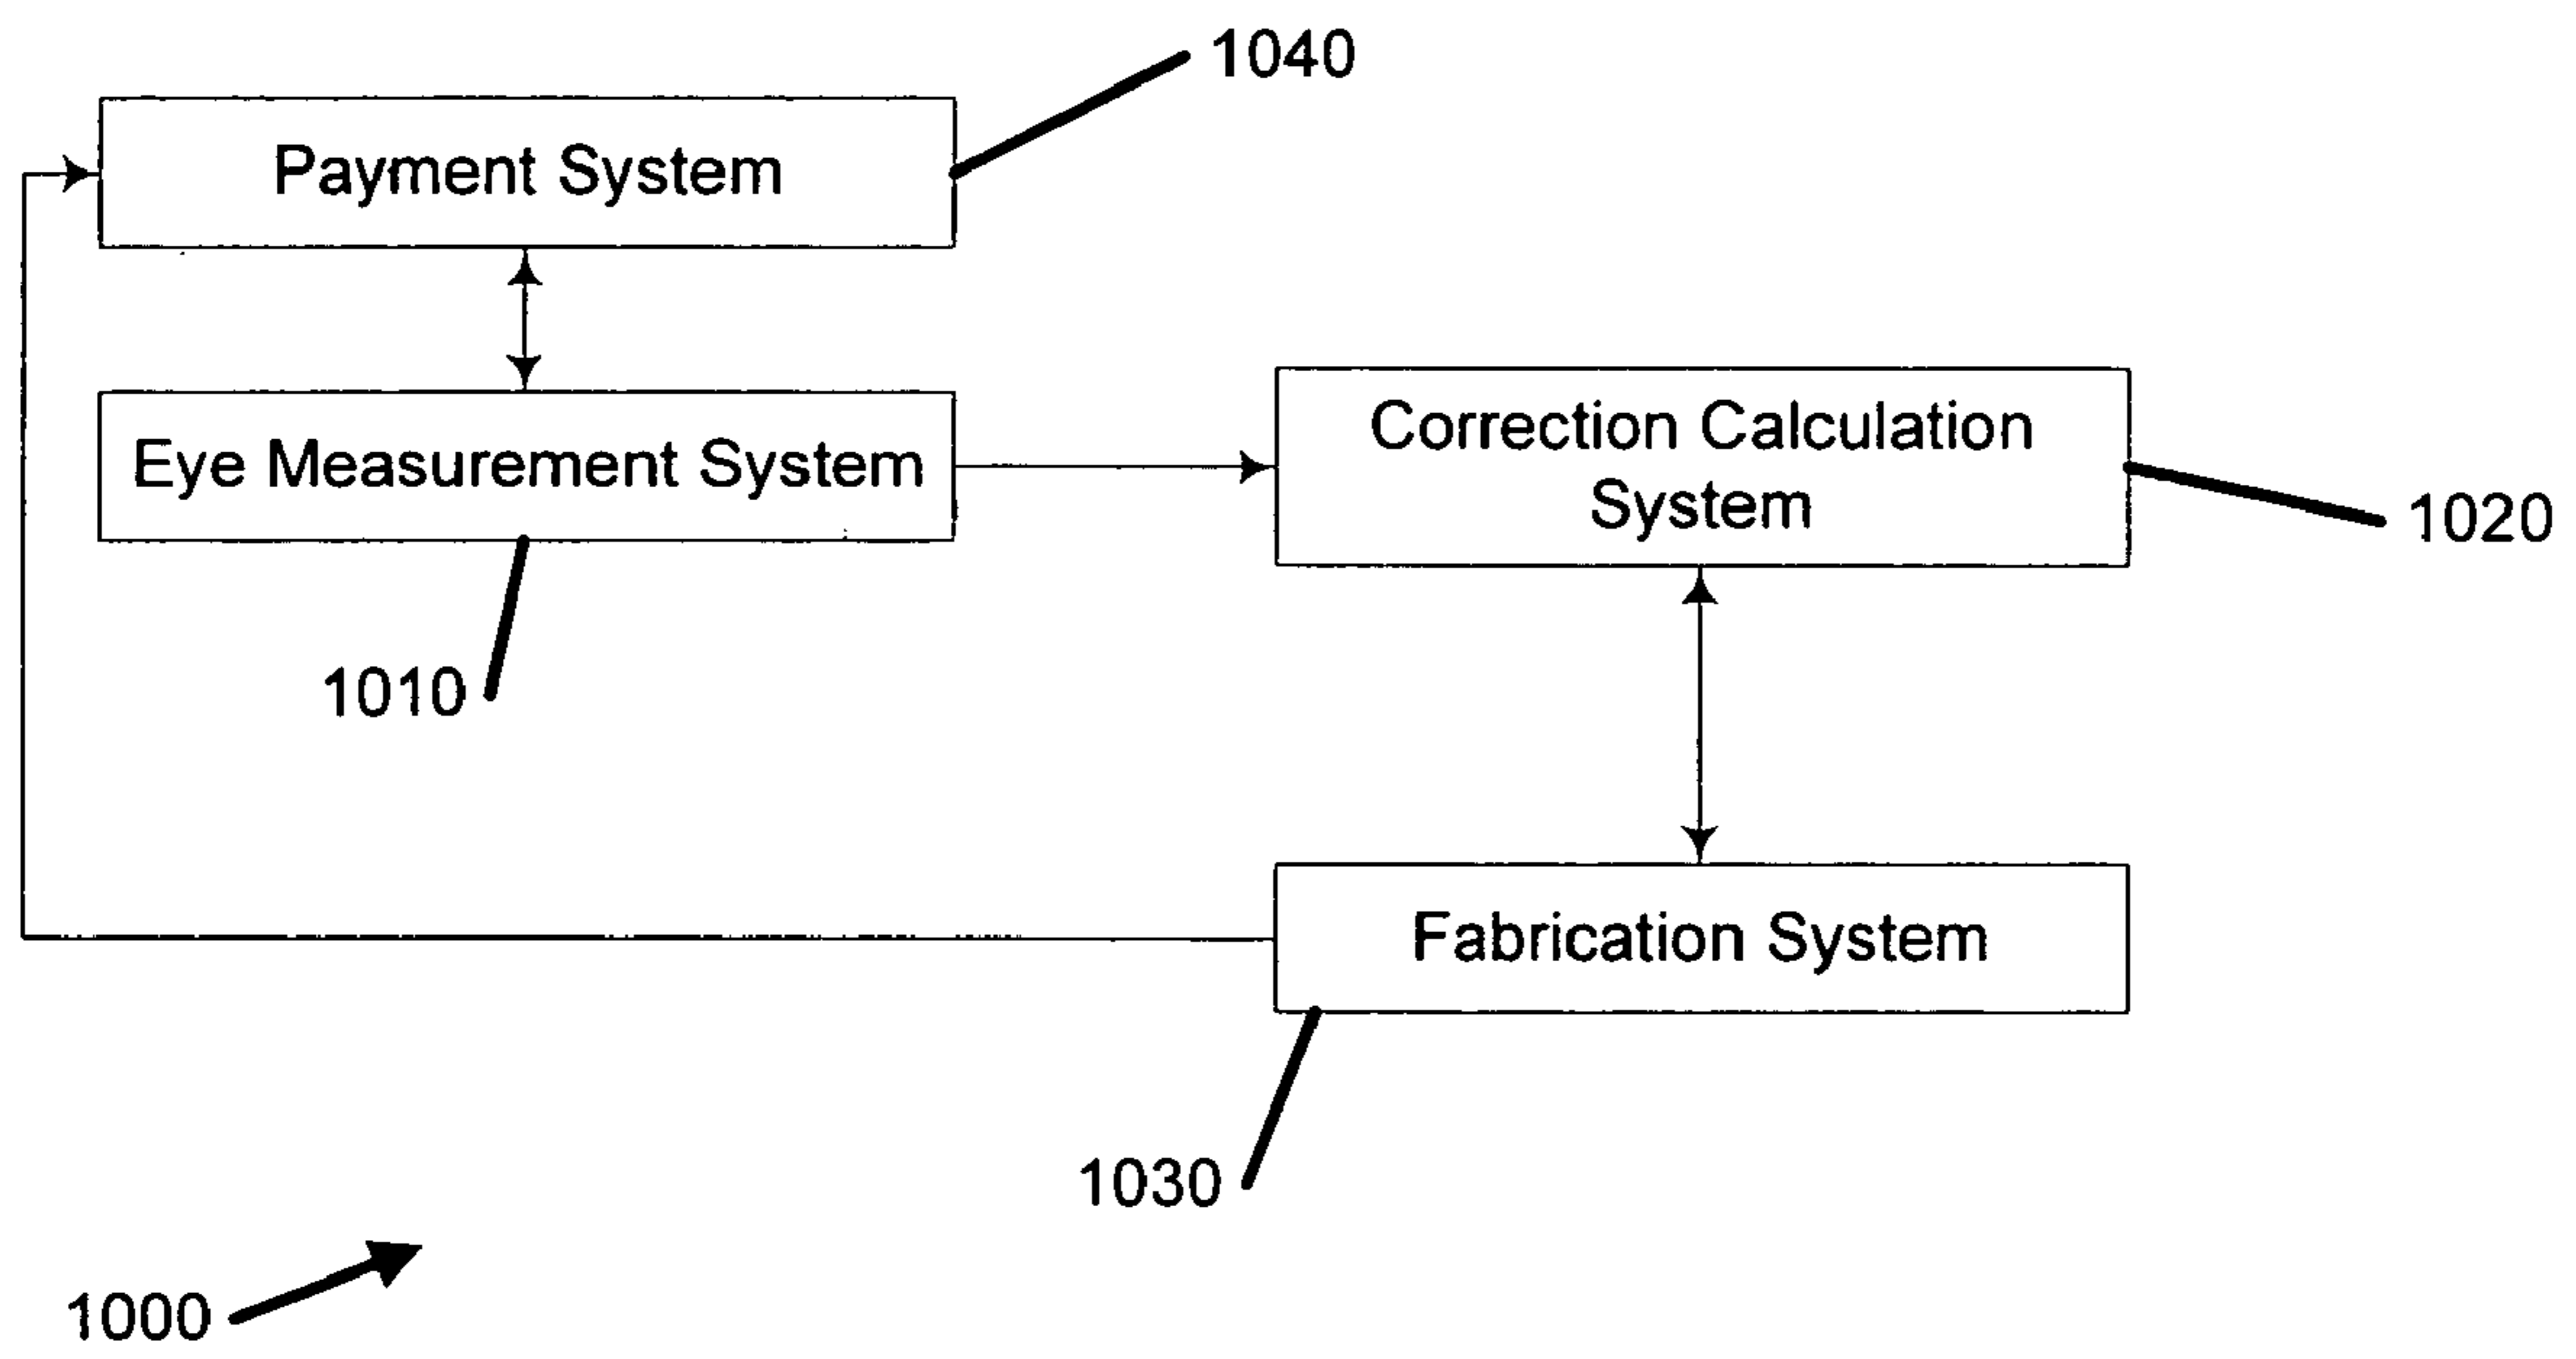 1040
Payment System
Eye Measurement System
Correction Calculation
System
1020
1010
Fabrication System
1030
1000